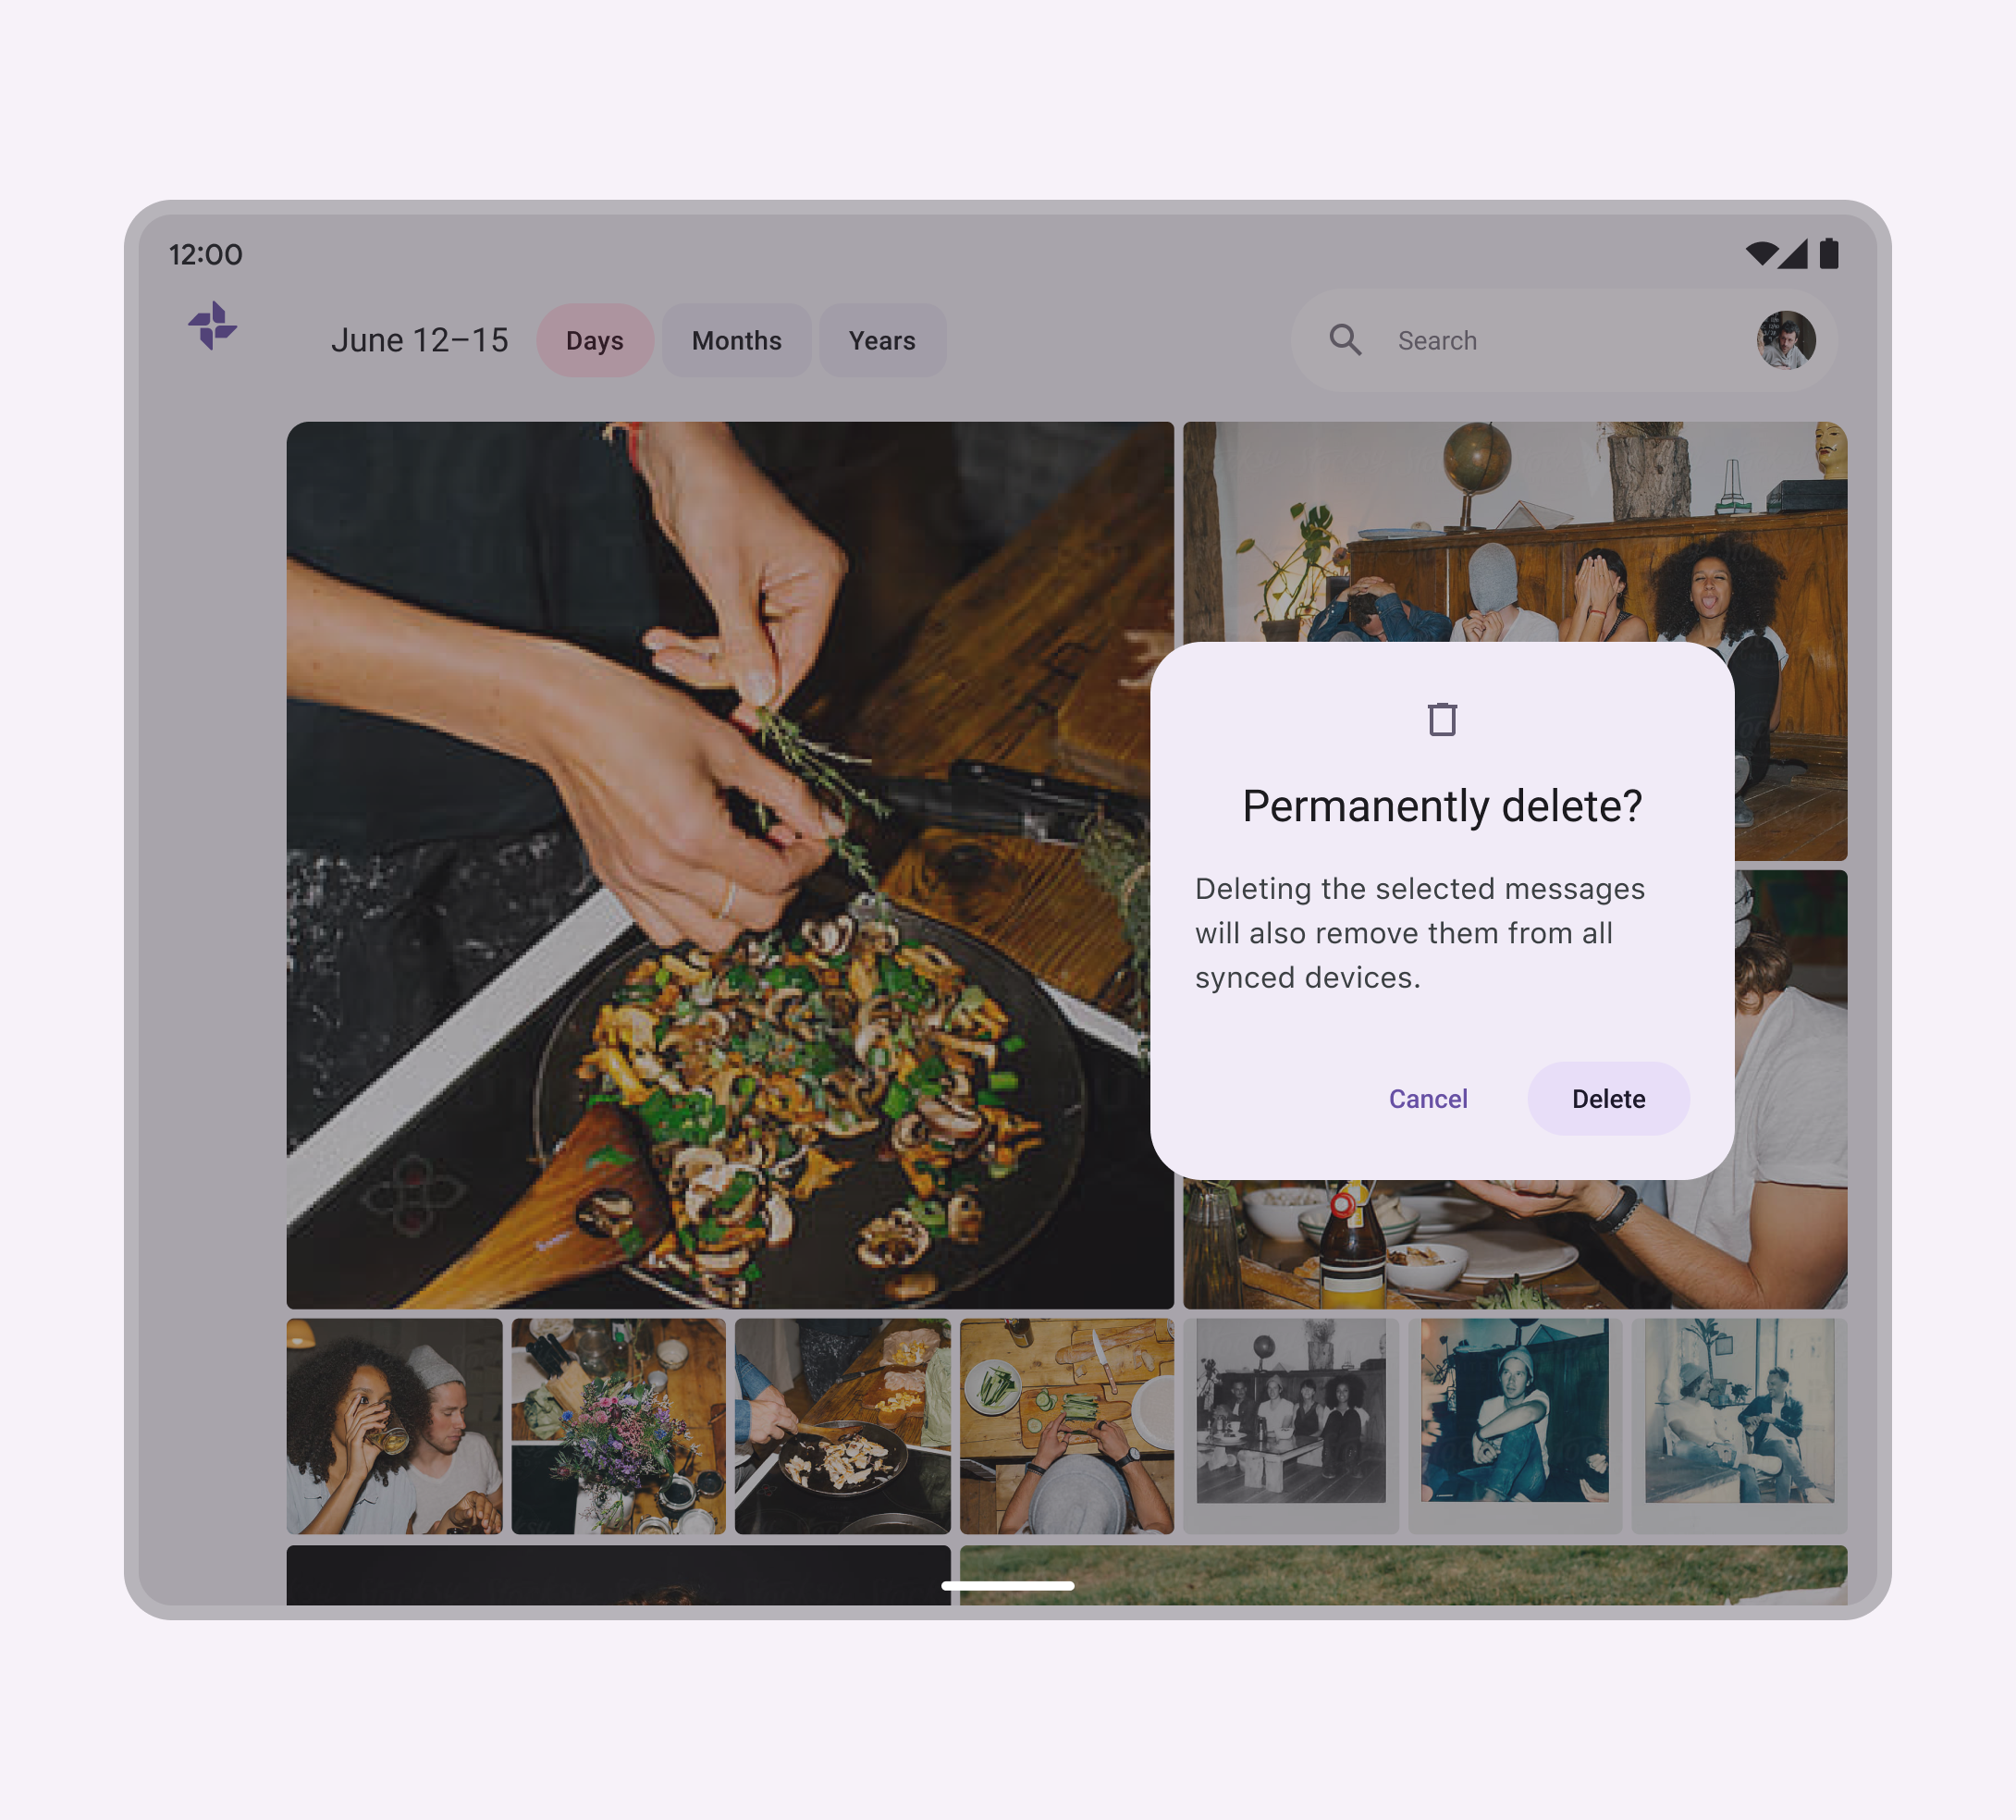 12:00
June 12–15
Days
Months
Years
Search
Permanently delete?
Deleting the selected messages
will also remove them from all
synced devices.
Cancel
Delete